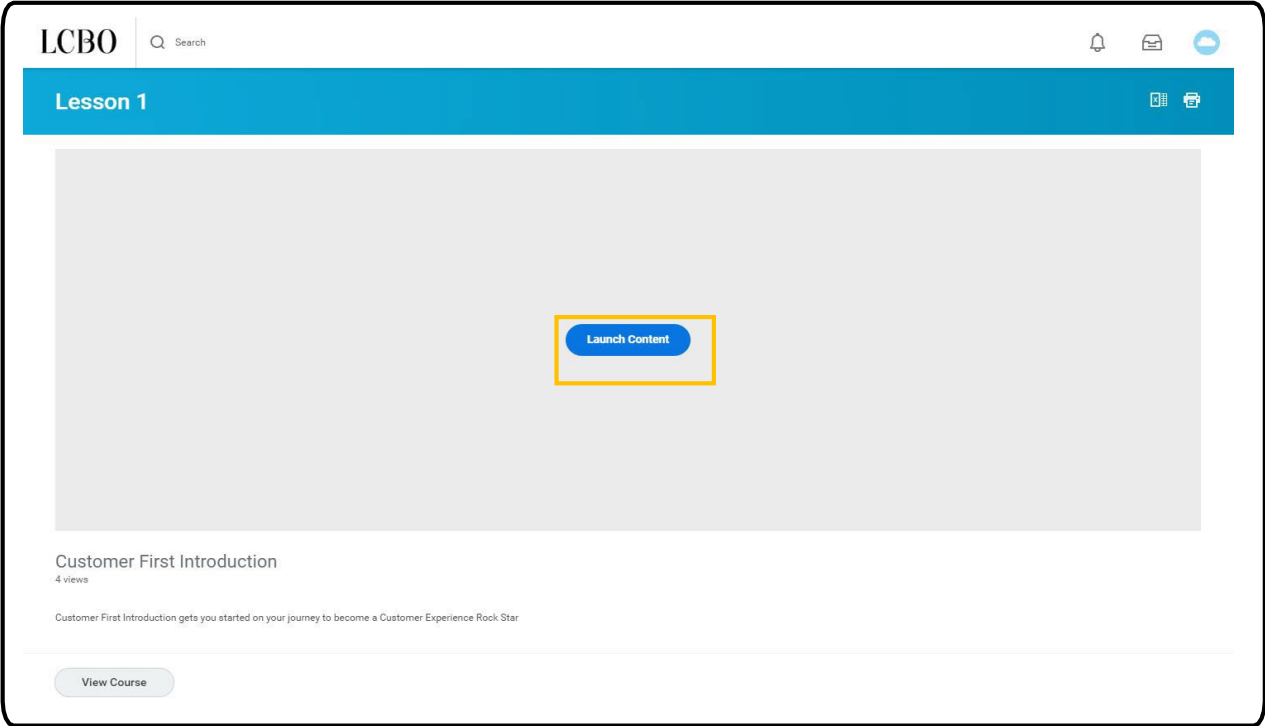 LCBO
Search
Lesson 1
Launch Content
Customer First Introduction
4 views
Customer First Introduction gets you started on your journey to become a Customer Experience Rock Star
View Course